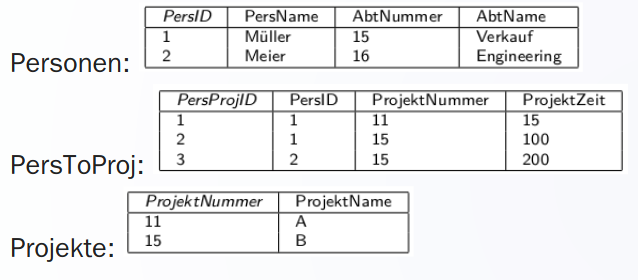 PersID PersName AbtNummer AbtName
1 Müller 15 Verkauf
2 Meier 16 Engineering
Personen:
PersProjID PersID ProjektNummer ProjektZeit
1 1 11 15
2 1 15 100
3 2 15 200
PersToProj:
ProjektNummer ProjektName
11 A
15 B
Projekte: